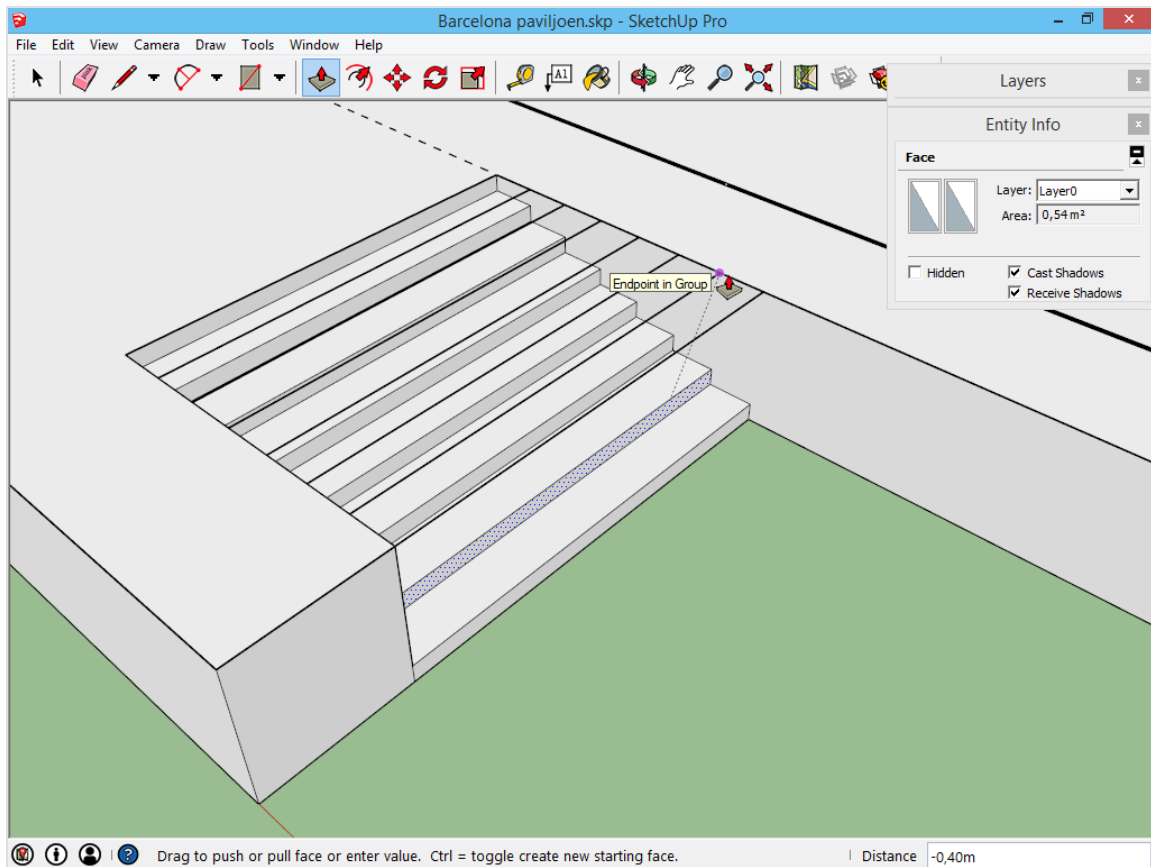 Barcelona paviljoen.skp - SketchUp Pro
File Edit View Camera Draw Tools Window Help
A1
Layers
Entity Info
Face
Layer: Layer0
Area: 0,54 m²
Hidden
Cast Shadows
Receive Shadows
Endpoint in Group
Drag to push or pull face or enter value. Ctrl = toggle create new starting face.
Distance -0,40m